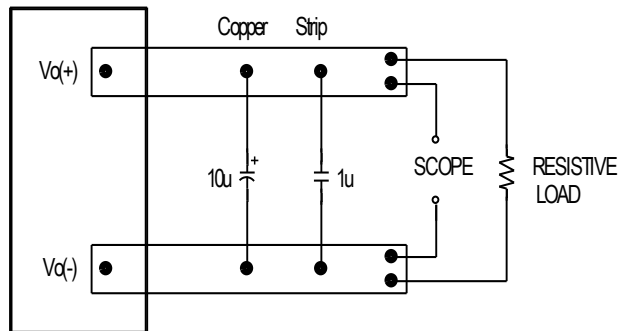 Copper Strip
Vo(+)
+
10u
1u
SCOPE
RESISTIVE
LOAD
Vo(-)